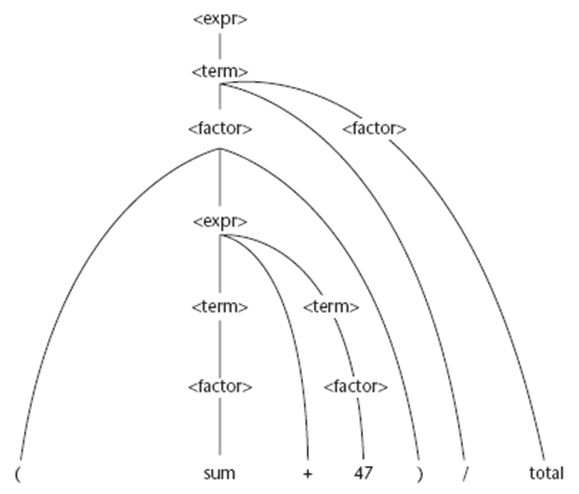 <expr>
<term>
<factor> <factor>
<expr>
<term> <term>
<factor> <factor>
( sum + 47 ) / total